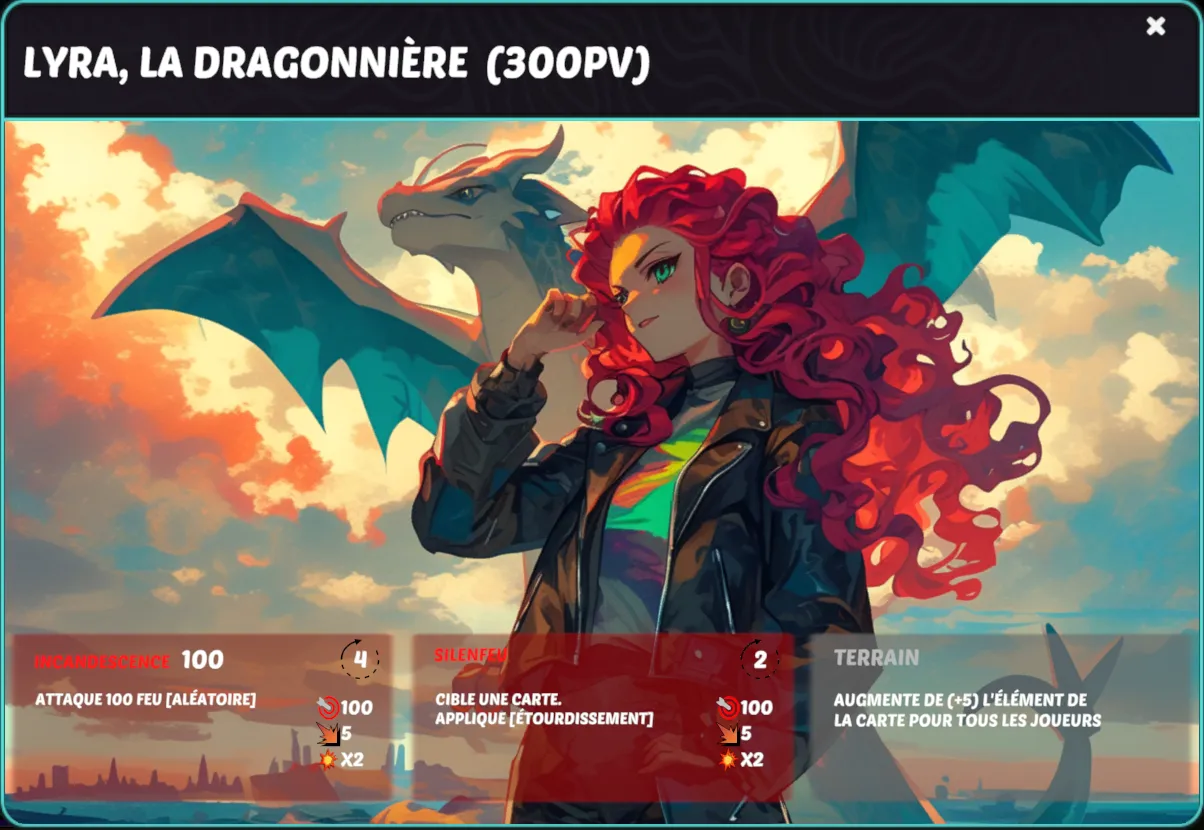 LYRA, LA DRAGONNIÈRE (300PV)
INCANDESCENCE 100
4
ATTAQUE 100 FEU [ALÉATOIRE]
100
5
X2
SILENFEU
2
CIBLE UNE CARTE.
APPLIQUE [ÉTOURDISSEMENT]
100
5
X2
TERRAIN
AUGMENTE DE (+5) L'ÉLÉMENT DE
LA CARTE POUR TOUS LES JOUEURS